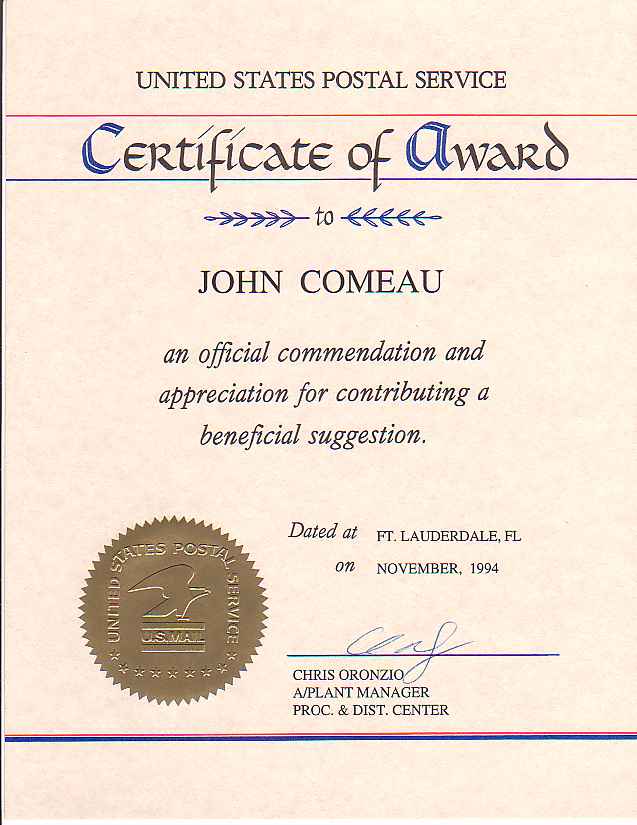 UNITED STATES POSTAL SERVICE
Certificate of Award
to
JOHN COMEAU
an official commendation and
appreciation for contributing a
beneficial suggestion.
Dated at FT. LAUDERDALE, FL
on NOVEMBER, 1994
UNITED STATES POSTAL SERVICE
U.S. MAIL
CHRIS ORONZIO
A/PLANT MANAGER
PROC. & DIST. CENTER